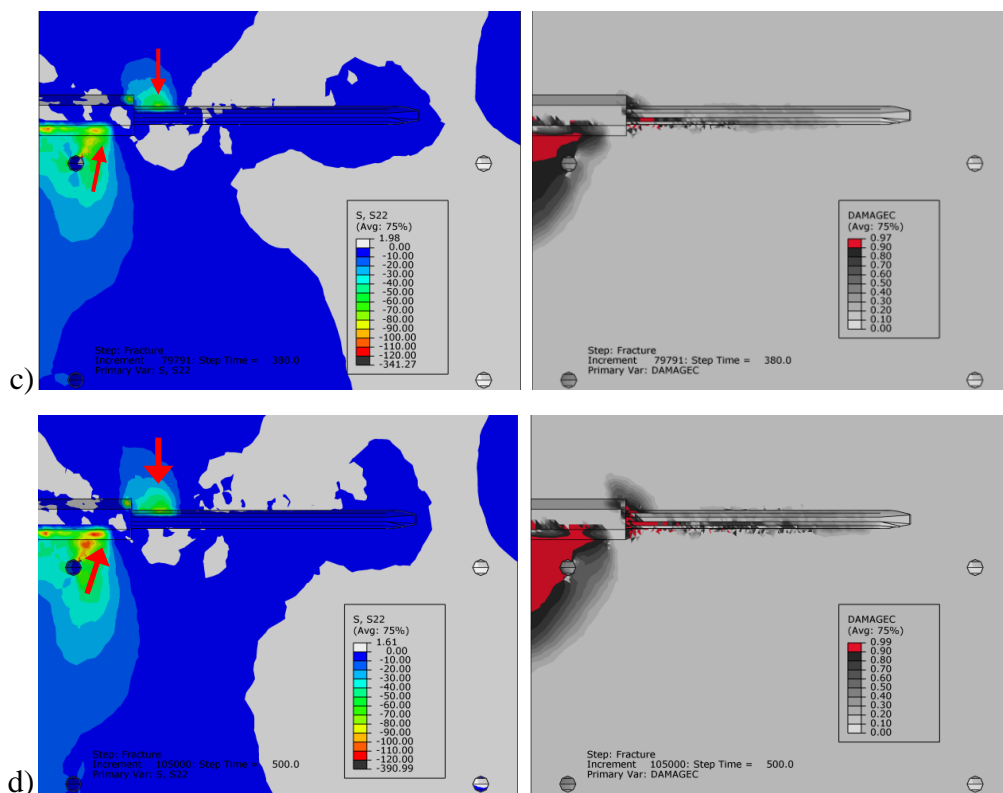 S, S22
(Avg: 75%)
1.98
0.00
-10.00
-20.00
-30.00
-40.00
-50.00
-60.00
-70.00
-80.00
-90.00
-100.00
-110.00
-120.00
-341.27
Step: Fracture
Increment 79791: Step Time = 380.0
Primary Var: S, S22
DAMAGEC
(Avg: 75%)
0.97
0.90
0.80
0.70
0.60
0.50
0.40
0.30
0.20
0.10
0.00
Step: Fracture
Increment 79791: Step Time = 380.0
Primary Var: DAMAGEC
c)
S, S22
(Avg: 75%)
1.61
0.00
-10.00
-20.00
-30.00
-40.00
-50.00
-60.00
-70.00
-80.00
-90.00
-100.00
-110.00
-120.00
-390.99
Step: Fracture
Increment 105000: Step Time = 500.0
Primary Var: S, S22
DAMAGEC
(Avg: 75%)
0.99
0.90
0.80
0.70
0.60
0.50
0.40
0.30
0.20
0.10
0.00
Step: Fracture
Increment 105000: Step Time = 500.0
Primary Var: DAMAGEC
d)